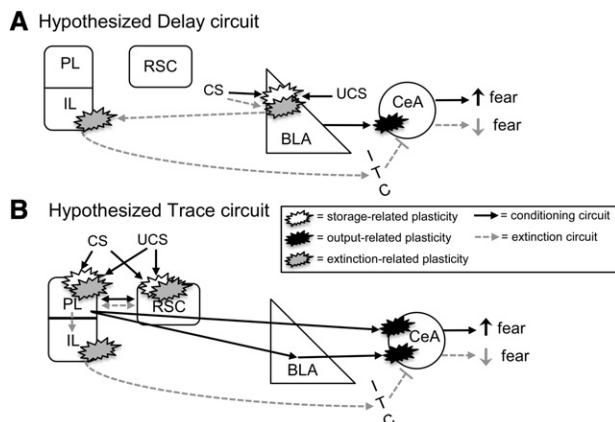 A Hypothesized Delay circuit
PL
RSC
IL
CS
UCS
BLA
CeA
fear
fear
I
T
C
B Hypothesized Trace circuit
= storage-related plasticity
= output-related plasticity
= extinction-related plasticity
= conditioning circuit
= extinction circuit
CS
UCS
PL
RSC
IL
BLA
CeA
fear
fear
I
T
C